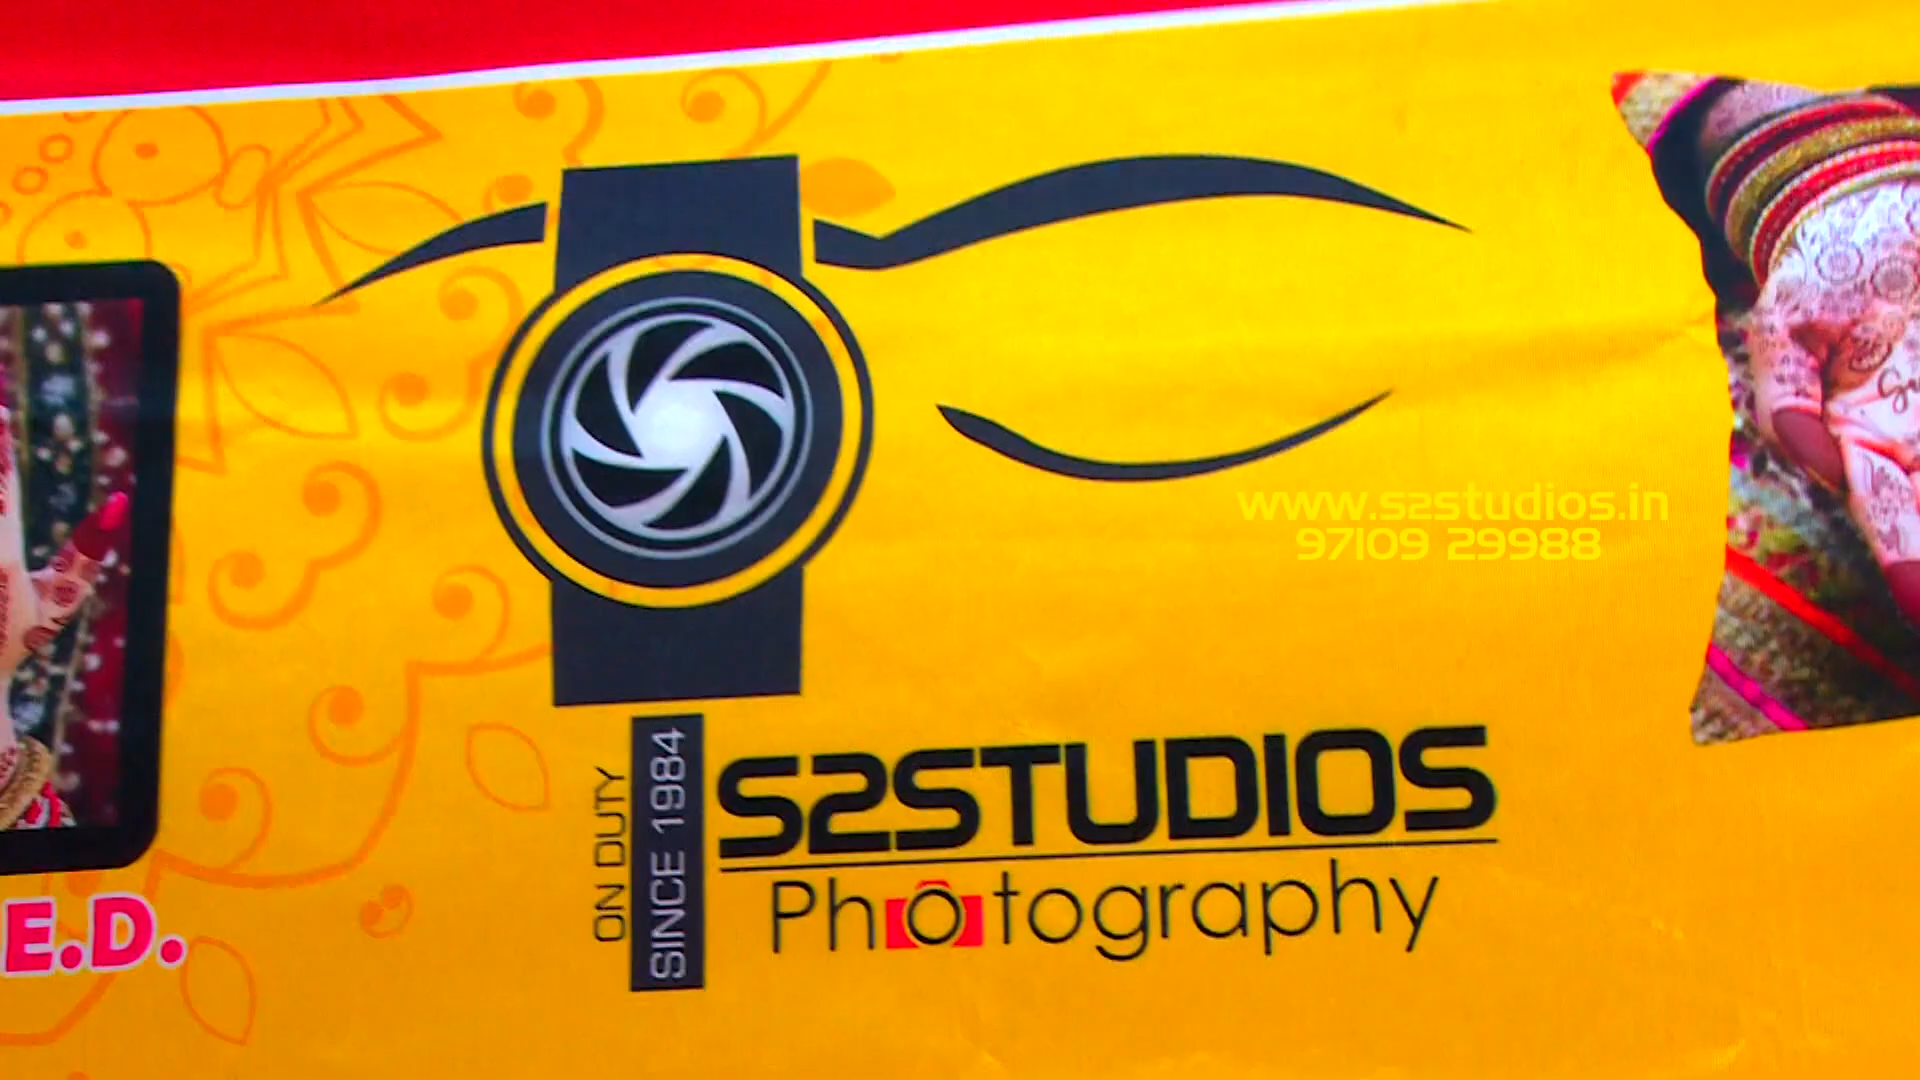 www.s2studios.in
97109 29988
E.D.
ON DUTY
SINCE 1984
S2STUDIOS
Photography